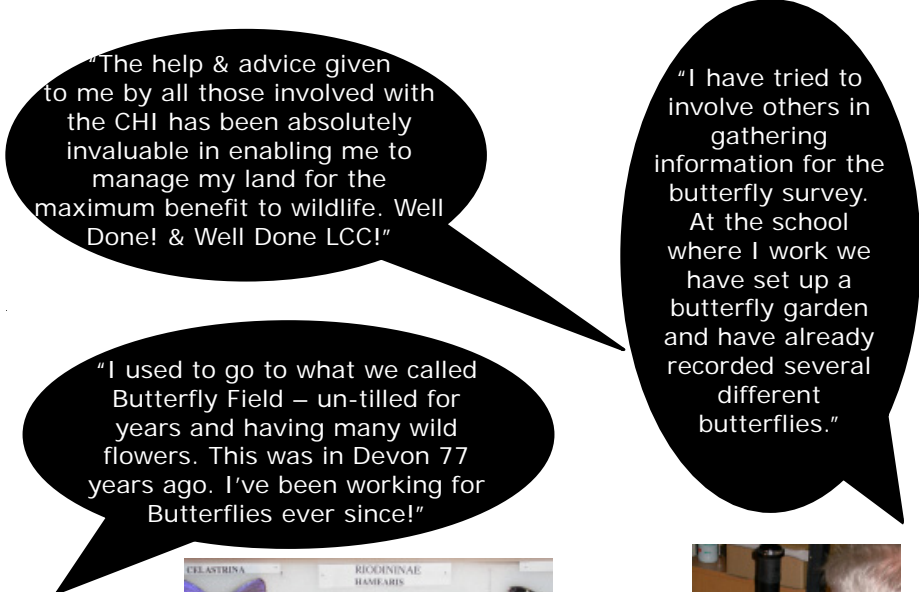 “The help & advice given
to me by all those involved with
the CHI has been absolutely
invaluable in enabling me to
manage my land for the
maximum benefit to wildlife. Well
Done! & Well Done LCC!”
“I have tried to
involve others in
gathering
information for the
butterfly survey.
At the school
where I work we
have set up a
butterfly garden
and have already
recorded several
different
butterflies.”
“I used to go to what we called
Butterfly Field – un-tilled for
years and having many wild
flowers. This was in Devon 77
years ago. I’ve been working for
Butterflies ever since!”
CELASTRINA
RIODININAE
HAMEARIS